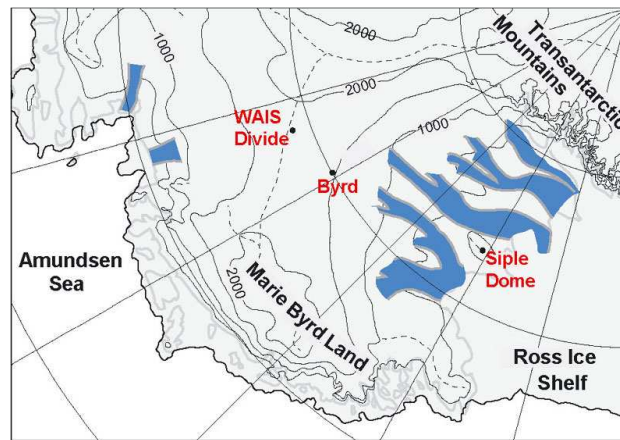 1000
2000
Transantarctic
Mountains
2000
WAIS
Divide
1000
Byrd
Amundsen
Sea
2000
Marie Byrd Land
Siple
Dome
Ross Ice
Shelf